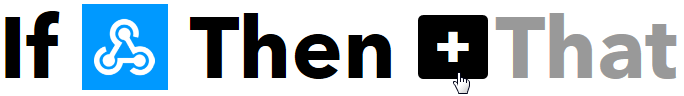 If Then + That